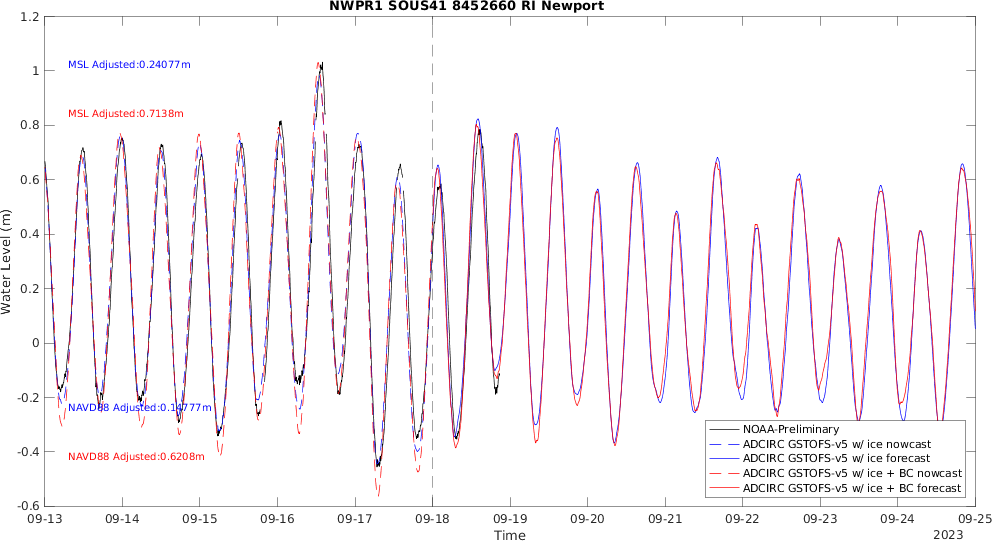 NWPR1 SOUS41 8452660 RI Newport
1.2
1
0.8
0.6
0.4
0.2
0
-0.2
-0.4
-0.6
Water Level (m)
MSL Adjusted:0.24077m
MSL Adjusted:0.7138m
NAVD88 Adjusted:0.14777m
NAVD88 Adjusted:0.6208m
NOAA-Preliminary
ADCIRC GSTOFS-v5 w/ ice nowcast
ADCIRC GSTOFS-v5 w/ ice forecast
ADCIRC GSTOFS-v5 w/ ice + BC nowcast
ADCIRC GSTOFS-v5 w/ ice + BC forecast
09-13 09-14 09-15 09-16 09-17 09-18 09-19 09-20 09-21 09-22 09-23 09-24 09-25
Time
2023